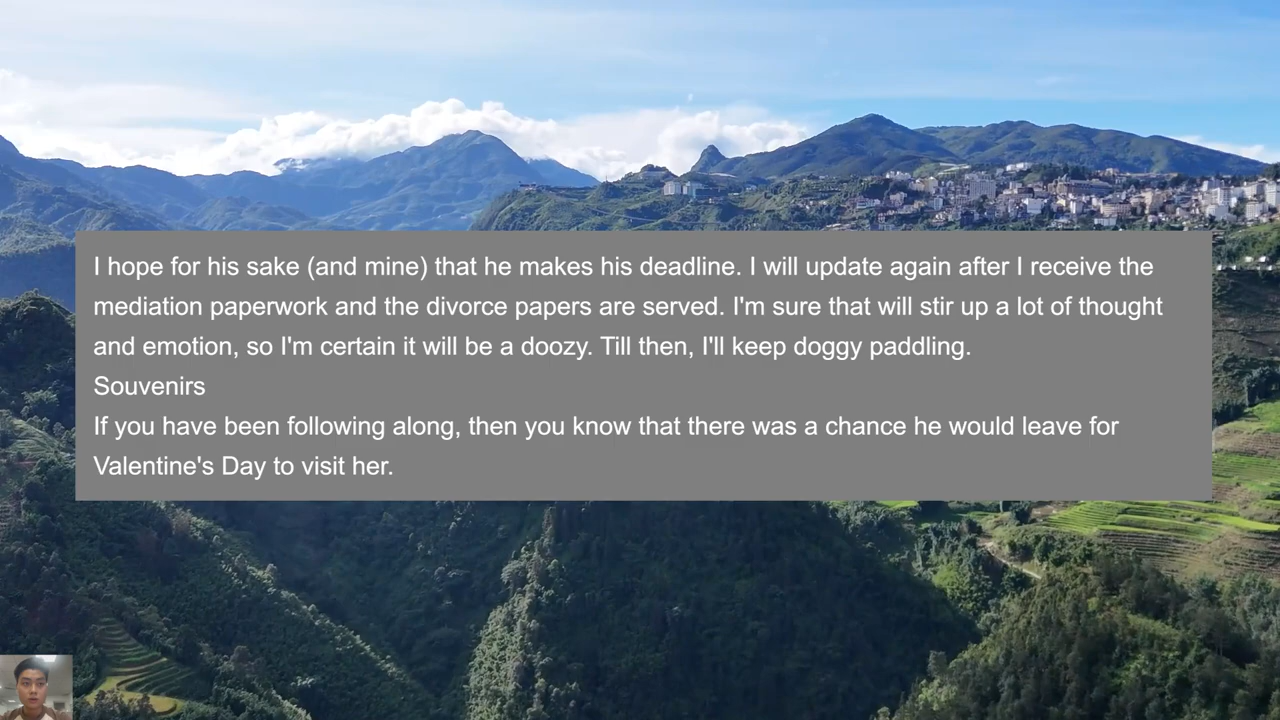 I hope for his sake (and mine) that he makes his deadline. I will update again after I receive the
mediation paperwork and the divorce papers are served. I'm sure that will stir up a lot of thought
and emotion, so I'm certain it will be a doozy. Till then, I'll keep doggy paddling.
Souvenirs
If you have been following along, then you know that there was a chance he would leave for
Valentine's Day to visit her.